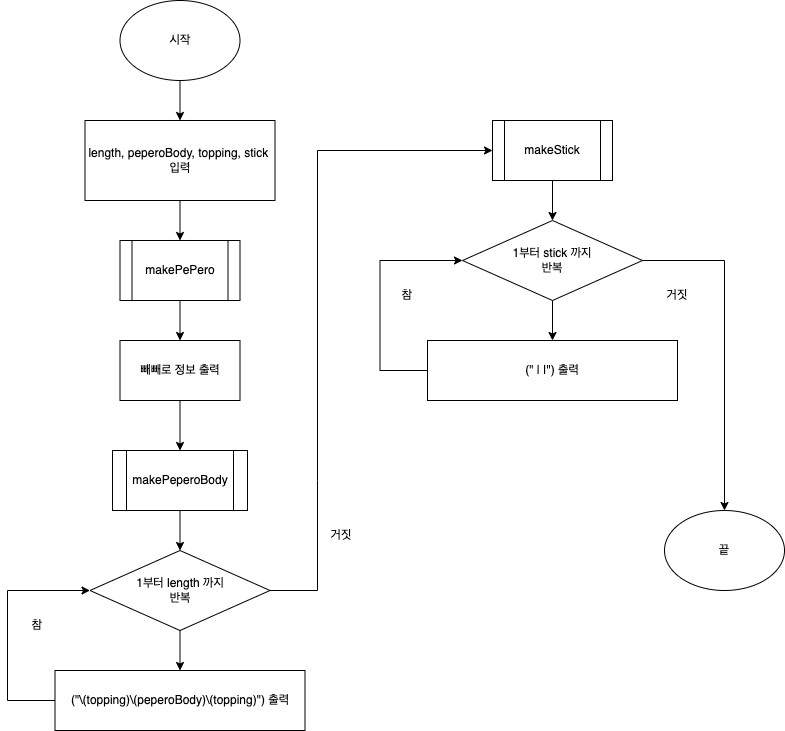 시작
length, peperoBody, topping, stick
입력
makePePero
빼빼로 정보 출력
makePeperoBody
1부터 length 까지
반복
참
거짓
("\(topping)\(peperoBody)\(topping)") 출력
makeStick
1부터 stick 까지
반복
참
거짓
(" | |") 출력
끝